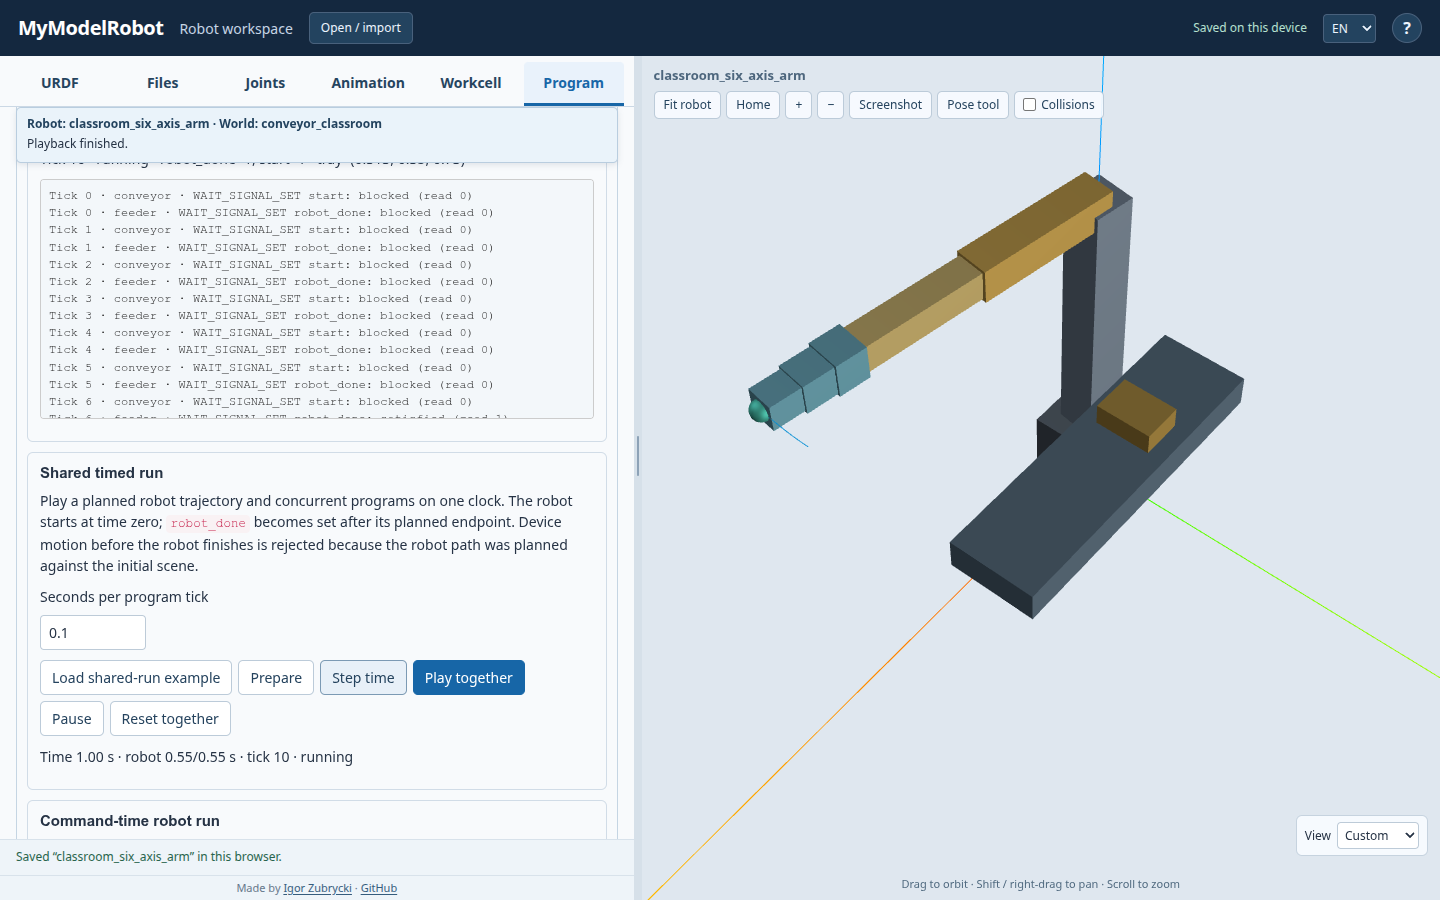 MyModelRobot
Robot workspace
Open / import
Saved on this device
EN
?
URDF
Files
Joints
Animation
Workcell
Program
Robot: classroom_six_axis_arm · World: conveyor_classroom
Playback finished.
Tick 0 · conveyor · WAIT_SIGNAL_SET start: blocked (read 0)
Tick 0 · feeder · WAIT_SIGNAL_SET robot_done: blocked (read 0)
Tick 1 · conveyor · WAIT_SIGNAL_SET start: blocked (read 0)
Tick 1 · feeder · WAIT_SIGNAL_SET robot_done: blocked (read 0)
Tick 2 · conveyor · WAIT_SIGNAL_SET start: blocked (read 0)
Tick 2 · feeder · WAIT_SIGNAL_SET robot_done: blocked (read 0)
Tick 3 · conveyor · WAIT_SIGNAL_SET start: blocked (read 0)
Tick 3 · feeder · WAIT_SIGNAL_SET robot_done: blocked (read 0)
Tick 4 · conveyor · WAIT_SIGNAL_SET start: blocked (read 0)
Tick 4 · feeder · WAIT_SIGNAL_SET robot_done: blocked (read 0)
Tick 5 · conveyor · WAIT_SIGNAL_SET start: blocked (read 0)
Tick 5 · feeder · WAIT_SIGNAL_SET robot_done: blocked (read 0)
Tick 6 · conveyor · WAIT_SIGNAL_SET start: blocked (read 0)
Shared timed run
Play a planned robot trajectory and concurrent programs on one clock. The robot
starts at time zero; robot_done becomes set after its planned endpoint. Device
motion before the robot finishes is rejected because the robot path was planned
against the initial scene.
Seconds per program tick
0.1
Load shared-run example
Prepare
Step time
Play together
Pause
Reset together
Time 1.00 s · robot 0.55/0.55 s · tick 10 · running
Command-time robot run
Saved “classroom_six_axis_arm” in this browser.
Made by Igor Zubrycki · GitHub
classroom_six_axis_arm
Fit robot
Home
+
−
Screenshot
Pose tool
Collisions
View
Custom
Drag to orbit · Shift / right-drag to pan · Scroll to zoom